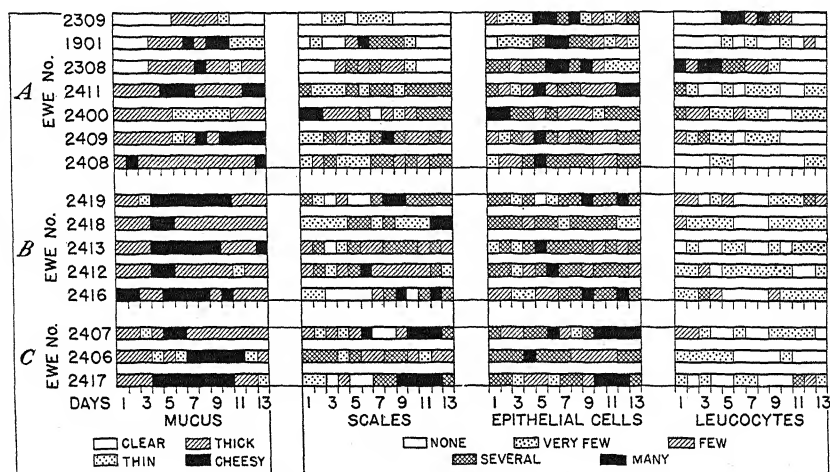 A
EWE No.
2309
1901
2308
2411
2400
2409
2408
B
EWE No.
2419
2418
2413
2412
2416
C
EWE No.
2407
2406
2417
DAYS 1 3 5 7 9 11 13 1 3 5 7 9 11 13 1 3 5 7 9 11 13 1 3 5 7 9 11 13
MUCUS SCALES EPITHELIAL CELLS LEUCOCYTES
CLEAR THICK NONE VERY FEW FEW
THIN CHEESY SEVERAL MANY